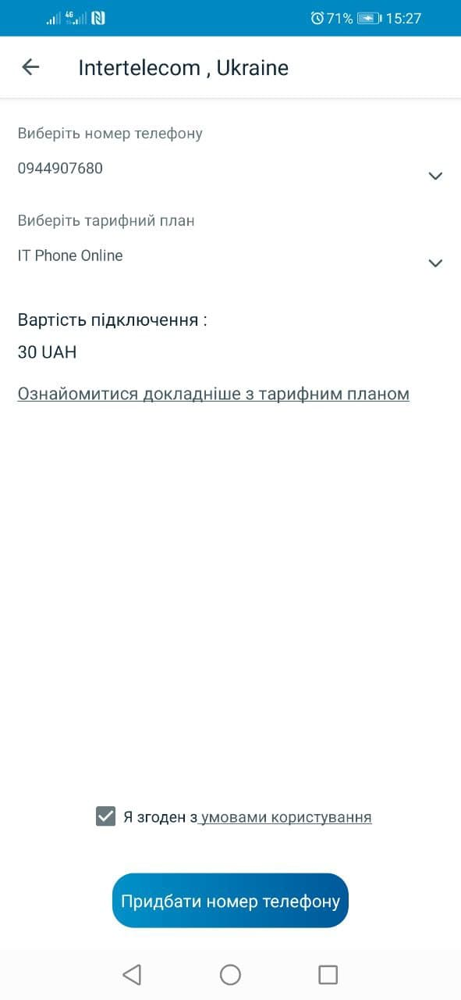 4G
71% 15:27
Intertelecom , Ukraine
Виберіть номер телефону
0944907680
Виберіть тарифний план
IT Phone Online
Вартість підключення :
30 UAH
Ознайомитися докладніше з тарифним планом
Я згоден з умовами користування
Придбати номер телефону